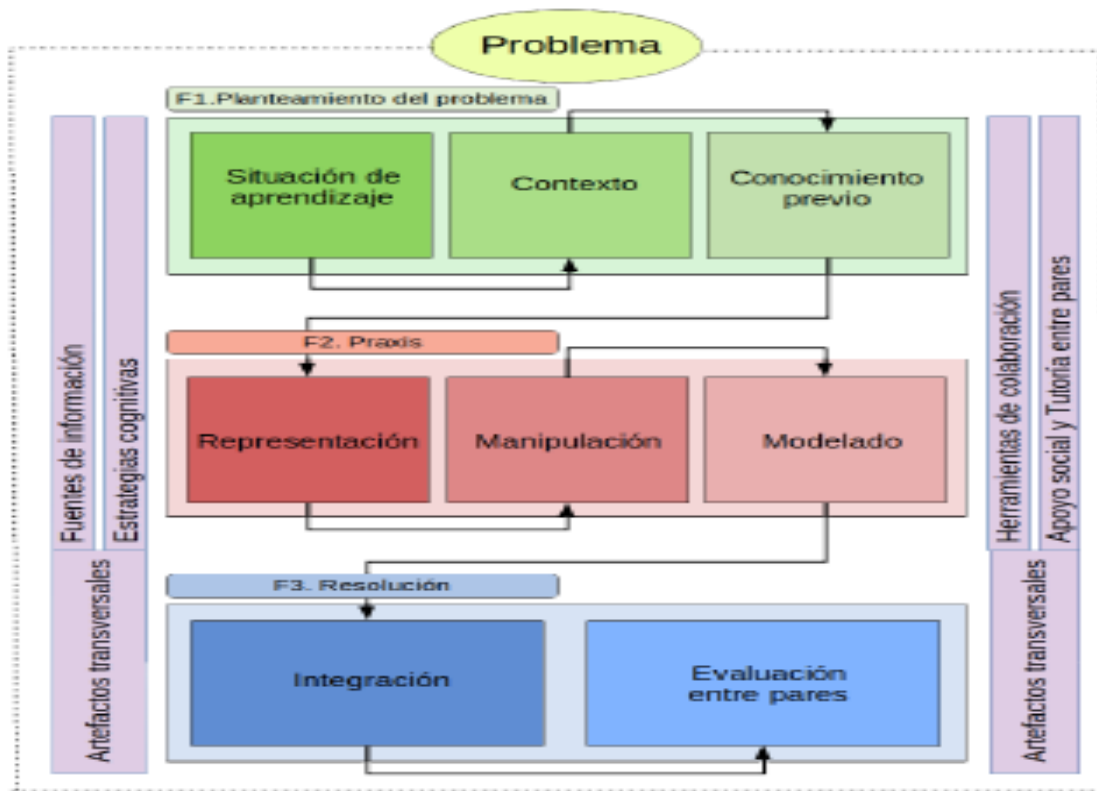 Problema
F1.Planteamiento del problema
Situación de
aprendizaje
Contexto
Conocimiento
previo
F2. Praxis
Representación
Manipulación
Modelado
F3. Resolución
Integración
Evaluación
entre pares
Fuentes de información
Estrategias cognitivas
Artefactos transversales
Herramientas de colaboración
Apoyo social y Tutoría entre pares
Artefactos transversales